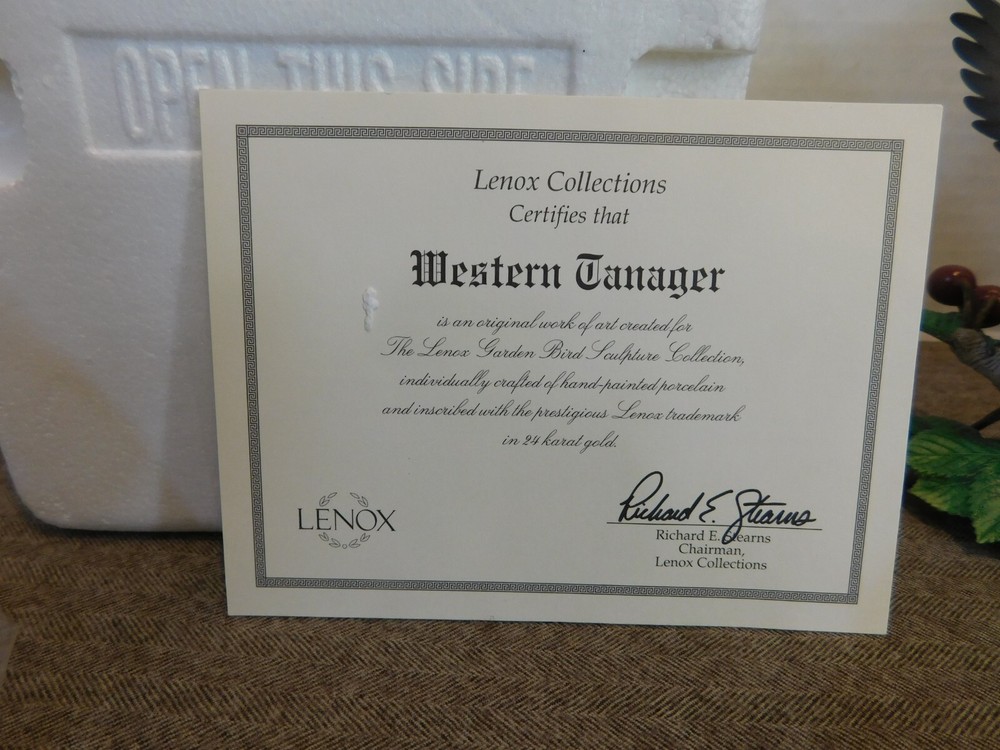 OPEN THIS SIDE
Lenox Collections
Certifies that
Western Tanager
is an original work of art created for
The Lenox Garden Bird Sculpture Collection,
individually crafted of hand-painted porcelain
and inscribed with the prestigious Lenox trademark
in 24 karat gold.
LENOX
Richard E. Stearns
Richard E. Stearns
Chairman,
Lenox Collections